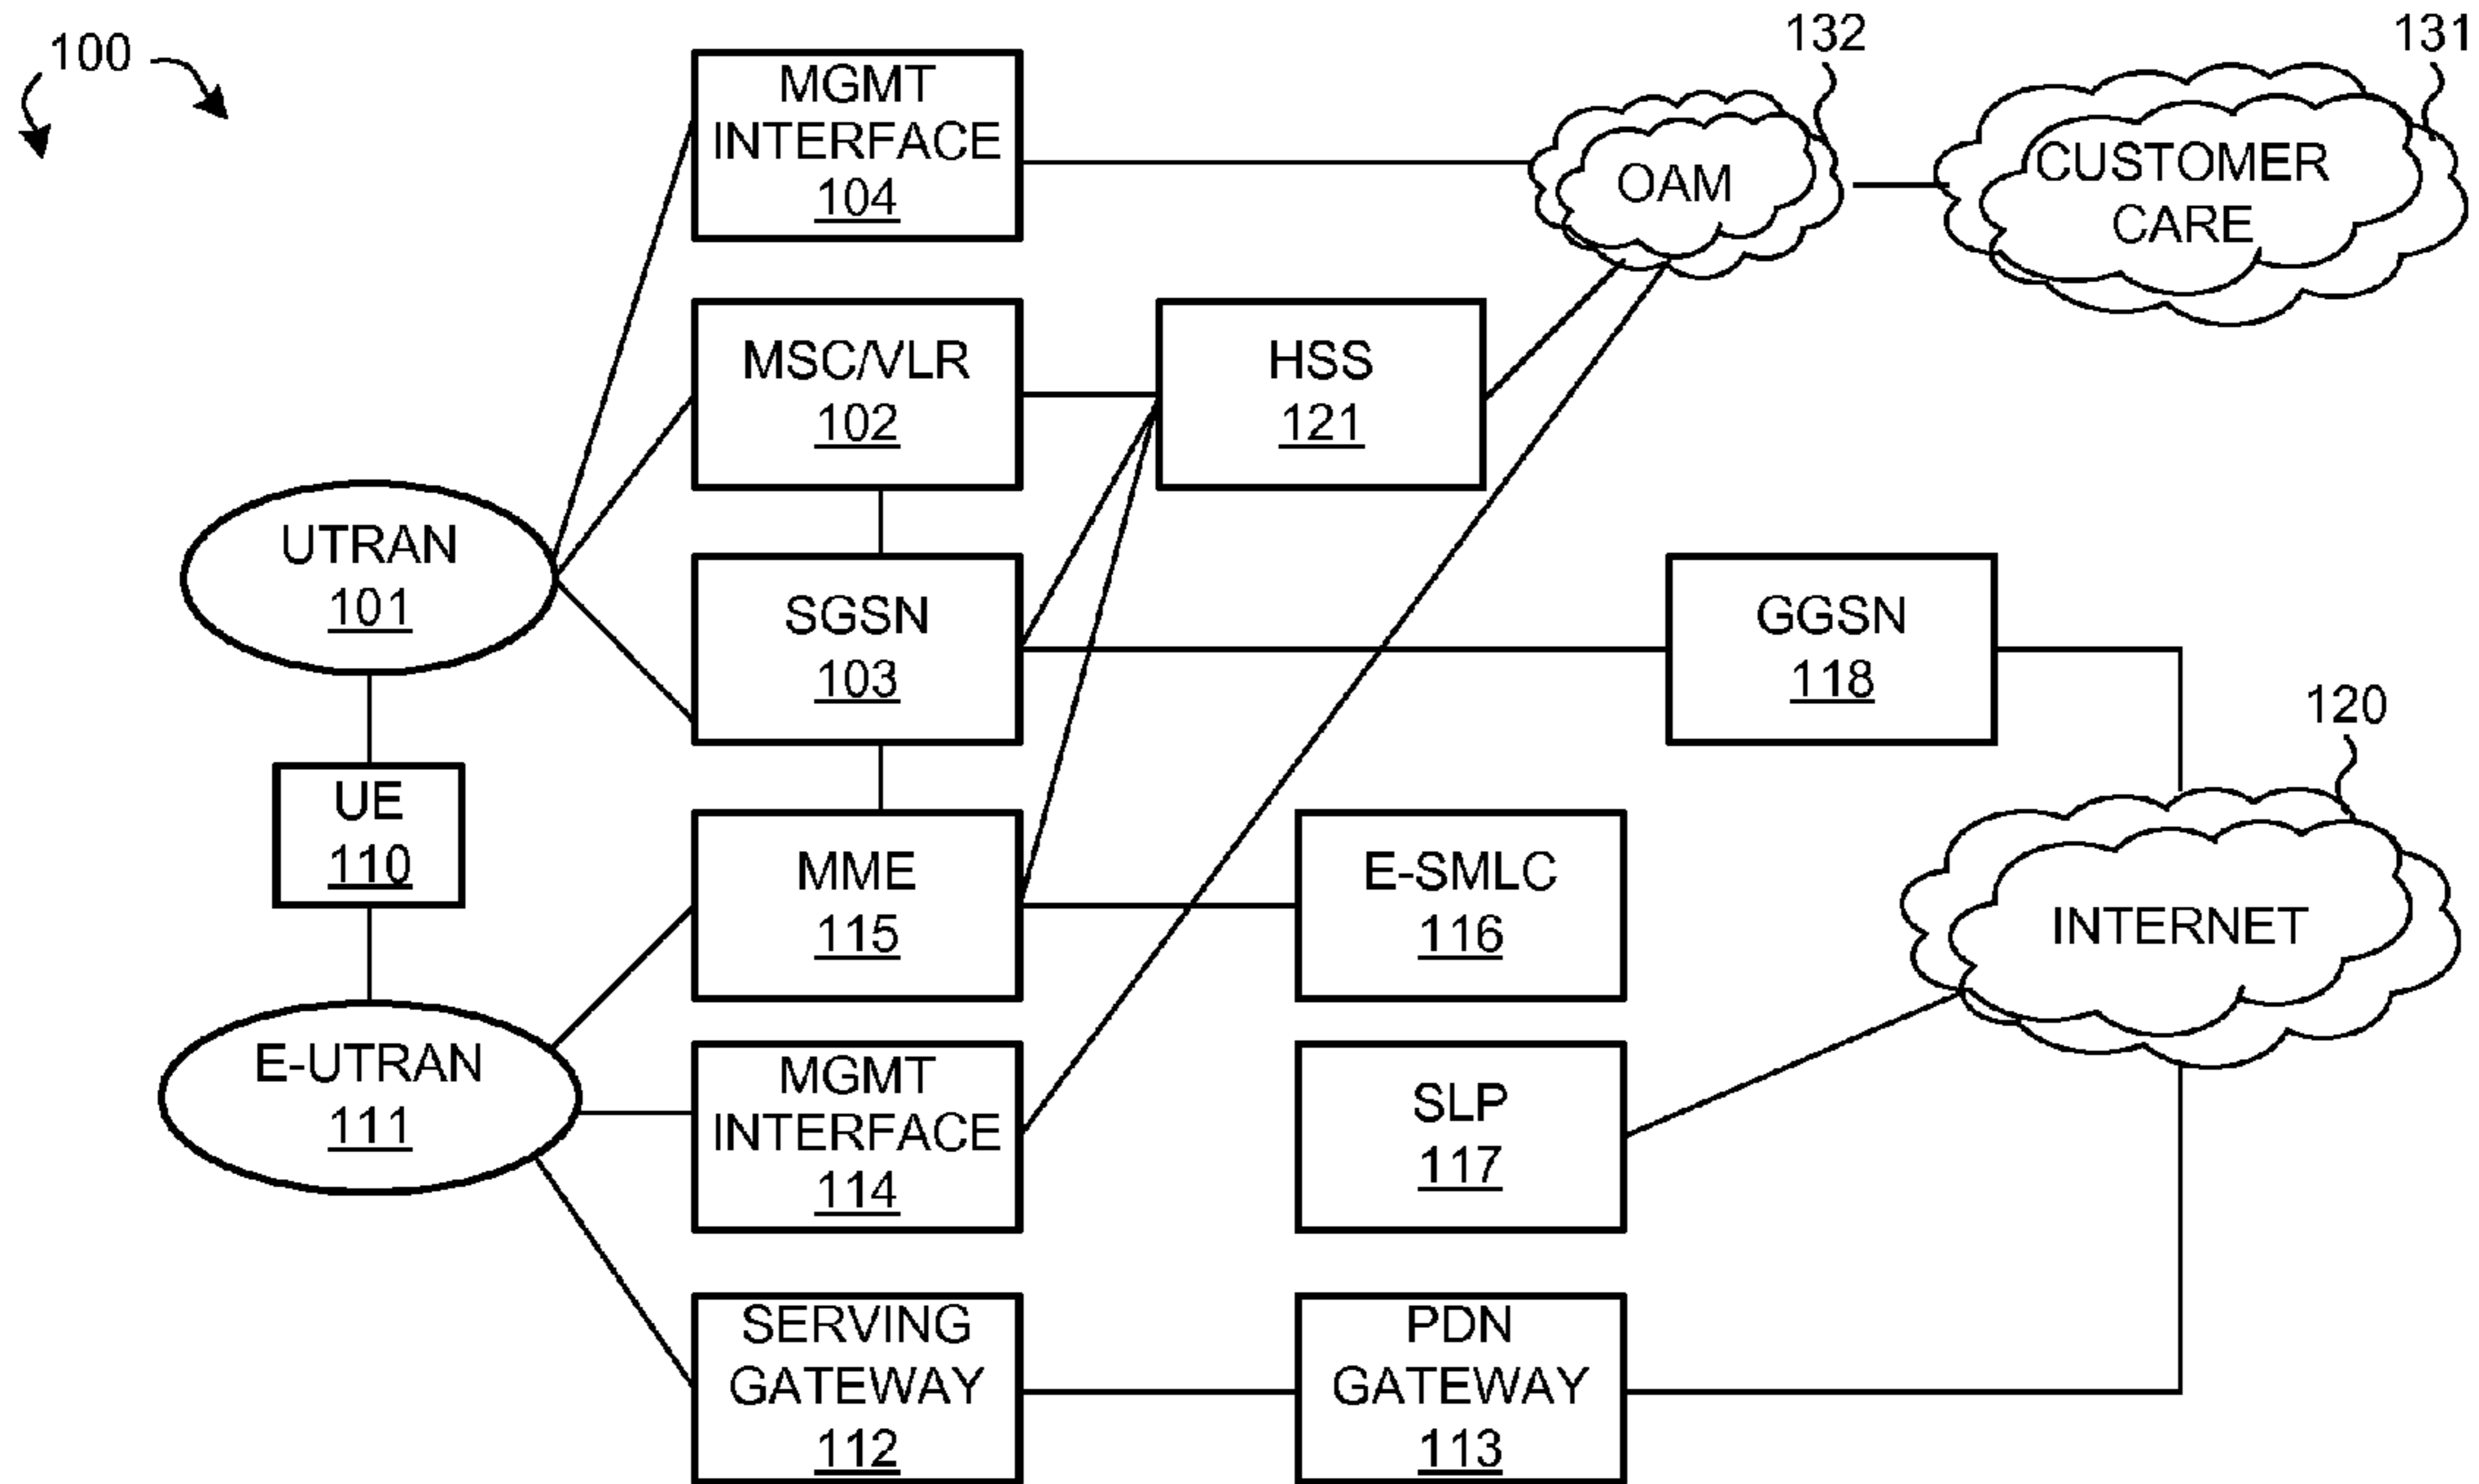 100
132
131
MGMT
INTERFACE
104
OAM
CUSTOMER
CARE
MSC/VLR
102
HSS
121
UTRAN
101
SGSN
103
GGSN
118
120
UE
110
MME
115
E-SMLC
116
INTERNET
E-UTRAN
111
MGMT
INTERFACE
114
SLP
117
SERVING
GATEWAY
112
PDN
GATEWAY
113